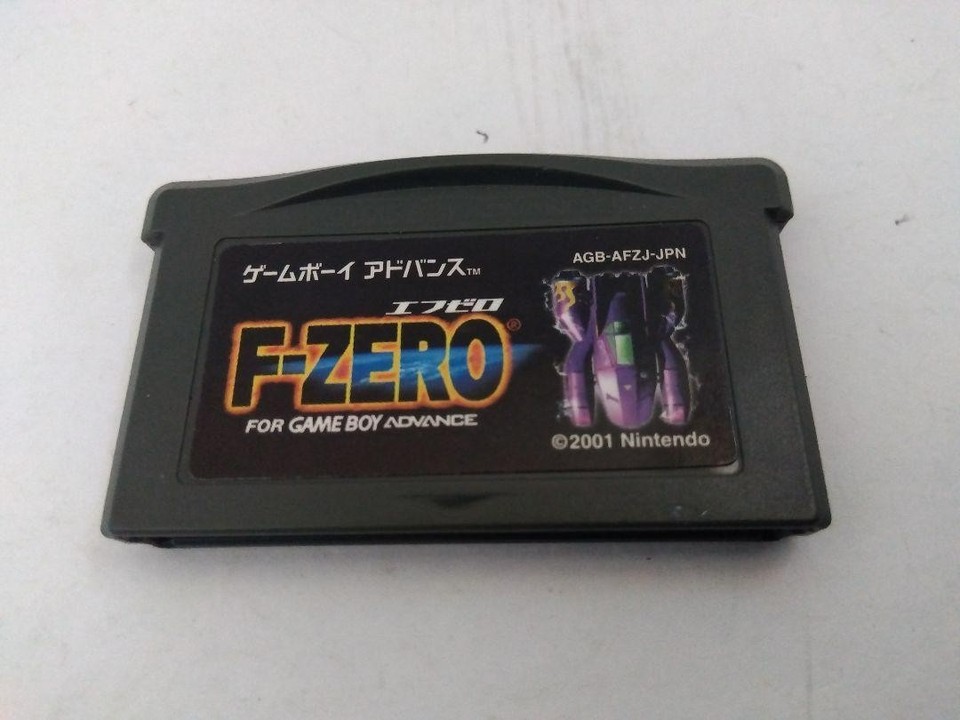 ゲームボーイ アドバンス™
AGB-AFZJ-JPN
エフゼロ
F-ZERO®
FOR GAME BOY ADVANCE
©2001 Nintendo